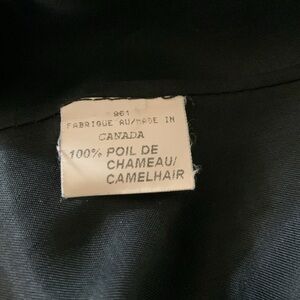 961
FABRIQUE AU/MADE IN
CANADA
100% POIL DE
CHAMEAU/
CAMELHAIR